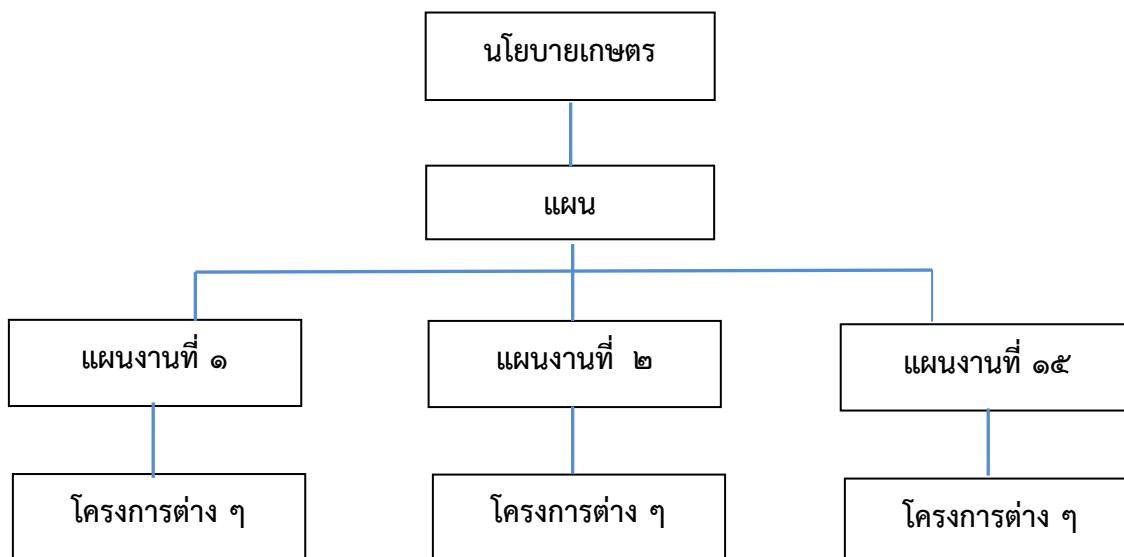 นโยบายเกษตร
แผน
แผนงานที่ ๑
แผนงานที่ ๒
แผนงานที่ ๑๕
โครงการต่าง ๆ
โครงการต่าง ๆ
โครงการต่าง ๆ